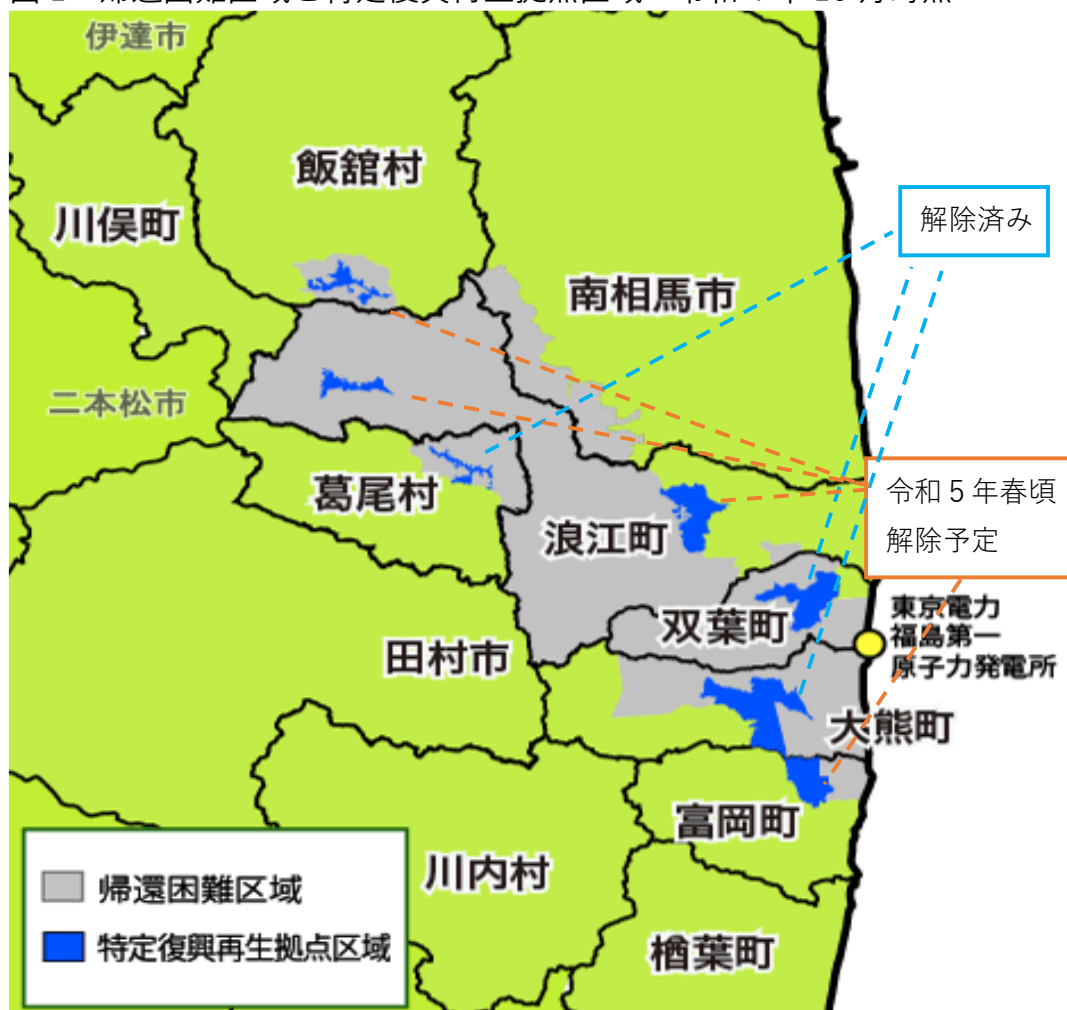 伊達市
飯舘村
川俣町
解除済み
南相馬市
二本松市
葛尾村
令和5年春頃
解除予定
浪江町
双葉町
東京電力
福島第一
原子力発電所
田村市
大熊町
富岡町
川内村
楢葉町
帰還困難区域
特定復興再生拠点区域